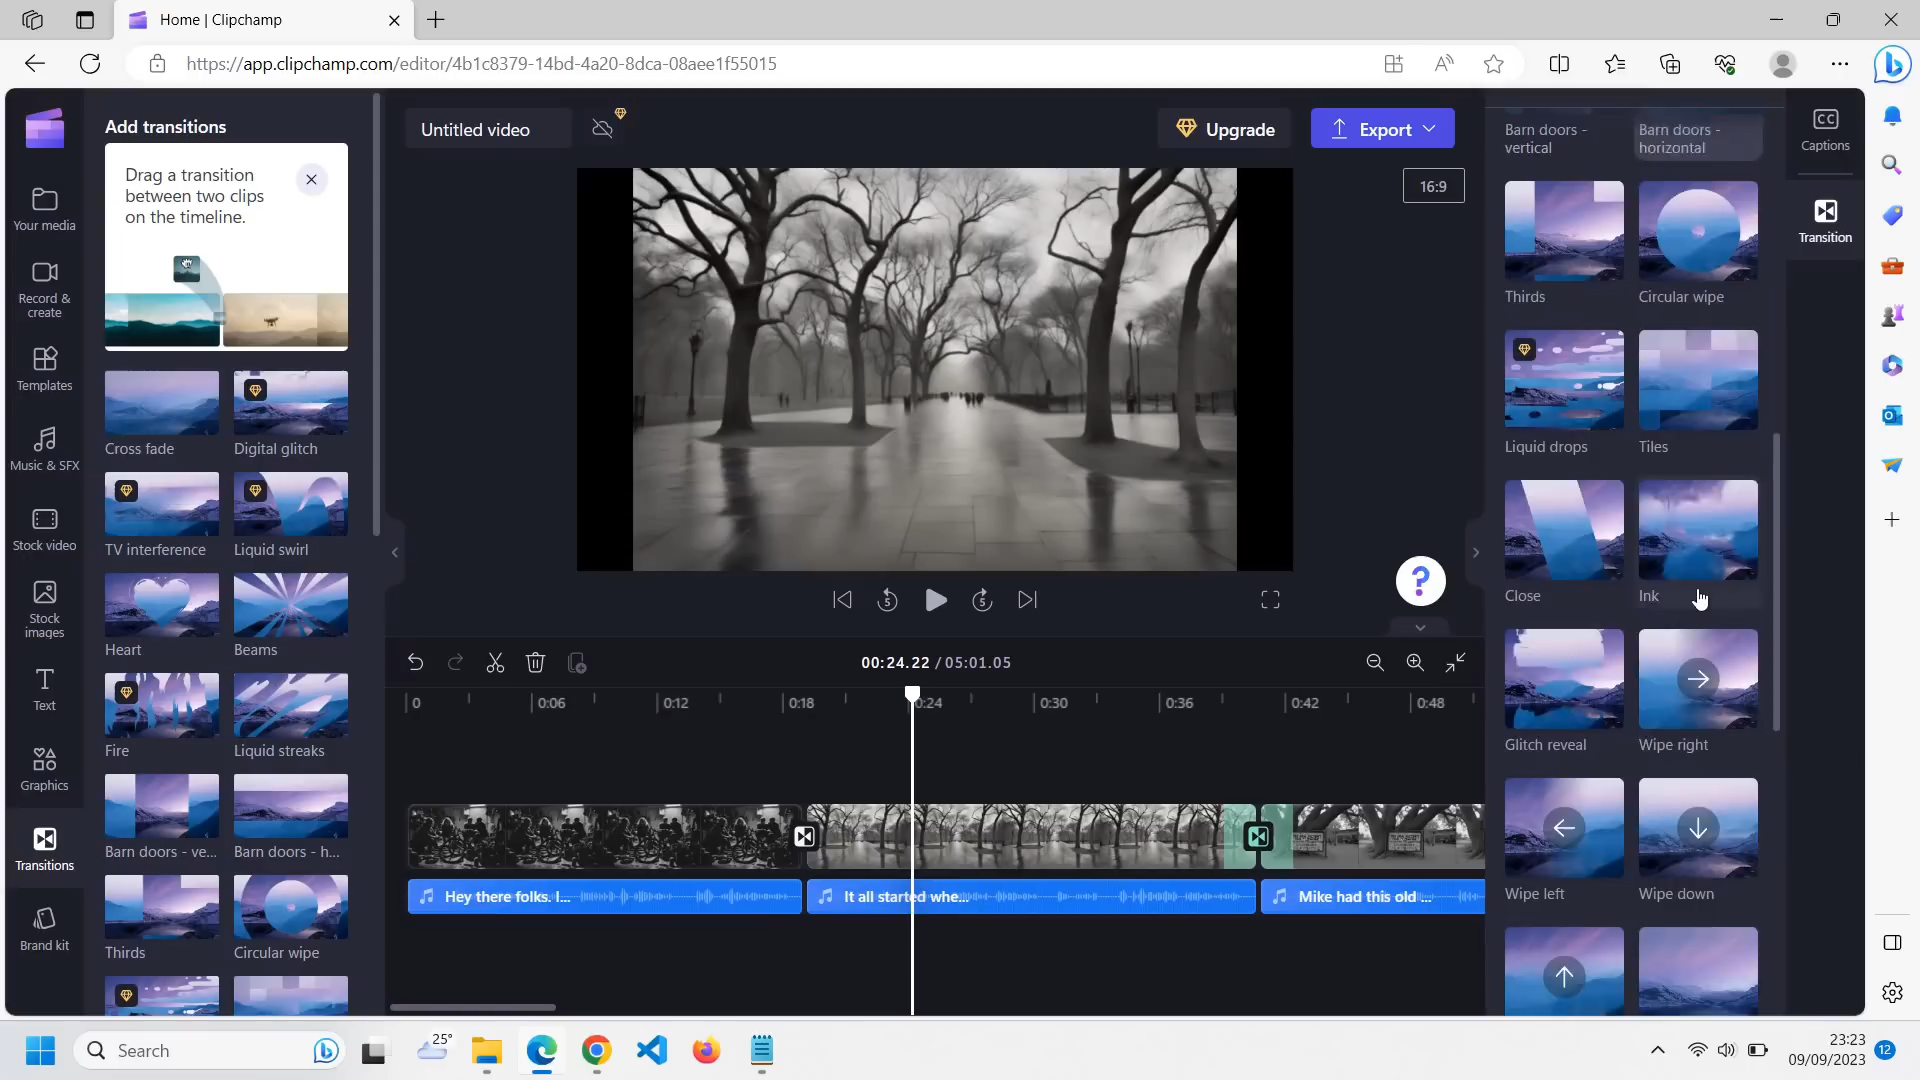 Home | Clipchamp
https://app.clipchamp.com/editor/4b1c8379-14bd-4a20-8dca-08aee1f55015
Your media
Record &
create
Templates
Music & SFX
Stock video
Stock
images
Text
Graphics
Transitions
Brand kit
Add transitions
Drag a transition
between two clips
on the timeline.
Cross fade
Digital glitch
TV interference
Liquid swirl
Heart
Beams
Fire
Liquid streaks
Barn doors - ve...
Barn doors - h...
Thirds
Circular wipe
Untitled video
Upgrade
Export
16:9
5
5
?
00:24.22 / 05:01.05
0
0:06
0:12
0:18
0:24
0:30
0:36
0:42
0:48
Hey there folks. I...
It all started whe...
Mike had this old ...
Barn doors -
vertical
Barn doors -
horizontal
Thirds
Circular wipe
Liquid drops
Tiles
Close
Ink
Glitch reveal
Wipe right
Wipe left
Wipe down
CC
Captions
Transition
Search
25°
23:23
09/09/2023
12